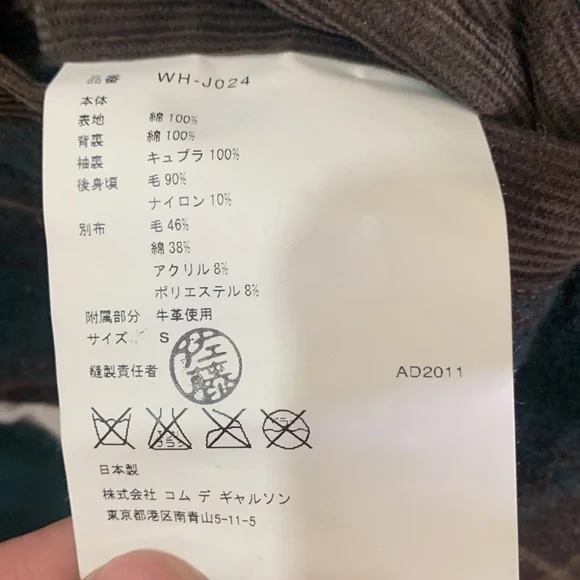 品番 WH-J024
本体
表地 綿 100%
背裏 綿 100%
袖裏 キュプラ 100%
後身頃 毛 90%
ナイロン 10%
別布 毛 46%
綿 38%
アクリル 8%
ポリエステル 8%
附属部分 牛革使用
サイズ S
縫製責任者 佐藤
AD2011
日本製
株式会社 コム デ ギャルソン
東京都港区南青山5-11-5